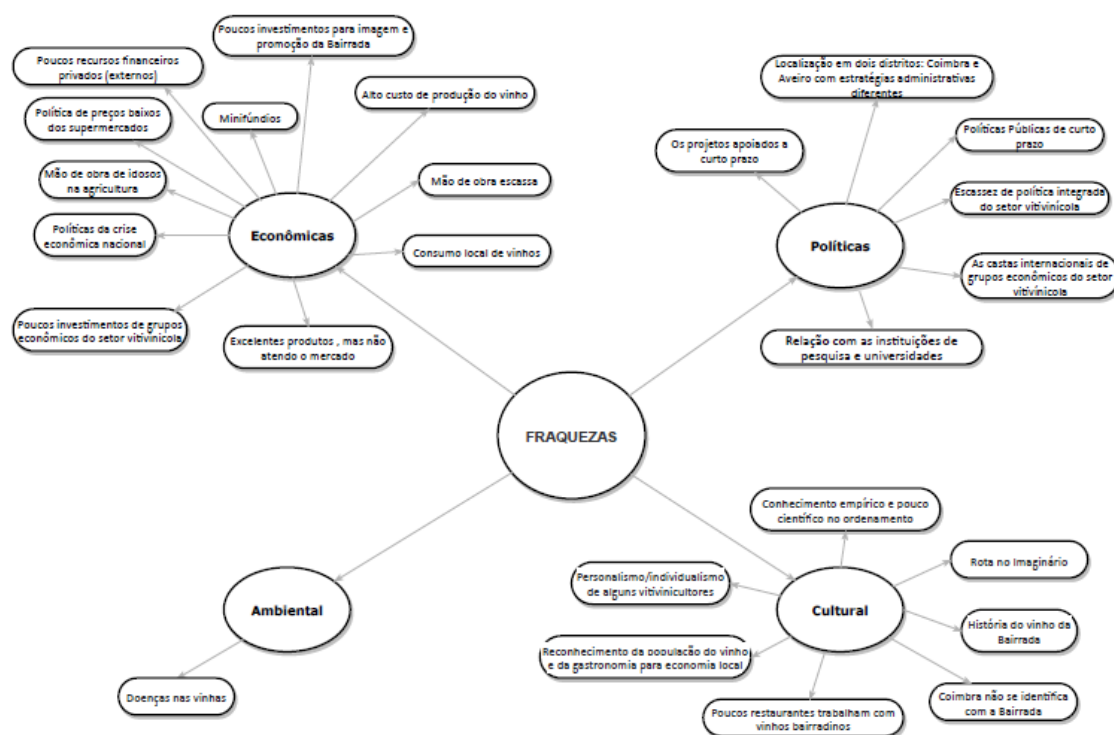 Poucos investimentos para imagem e
promoção da Bairrada
Poucos recursos financeiros
privados (externos)
Alto custo de produção do vinho
Política de preços baixos
dos supermercados
Minifúndios
Mão de obra de idosos
na agricultura
Mão de obra escassa
Políticas da crise
econômica nacional
Econômicas
Consumo local de vinhos
Poucos investimentos de grupos
econômicos do setor vitivinícola
Excelentes produtos , mas não
atendo o mercado
Localização em dois distritos: Coimbra e
Aveiro com estratégias administrativas
diferentes
Os projetos apoiados a
curto prazo
Políticas Públicas de curto
prazo
Escassez de política integrada
do setor vitivinícola
Políticas
As castas internacionais de
grupos econômicos do setor
vitivinícola
Relação com as instituições de
pesquisa e universidades
FRAQUEZAS
Ambiental
Doenças nas vinhas
Conhecimento empírico e pouco
científico no ordenamento
Personalismo/individualismo
de alguns vitivinicultores
Rota no Imaginário
Cultural
História do vinho da
Bairrada
Reconhecimento da população do vinho
e da gastronomia para economia local
Poucos restaurantes trabalham com
vinhos bairradinos
Coimbra não se identifica
com a Bairrada